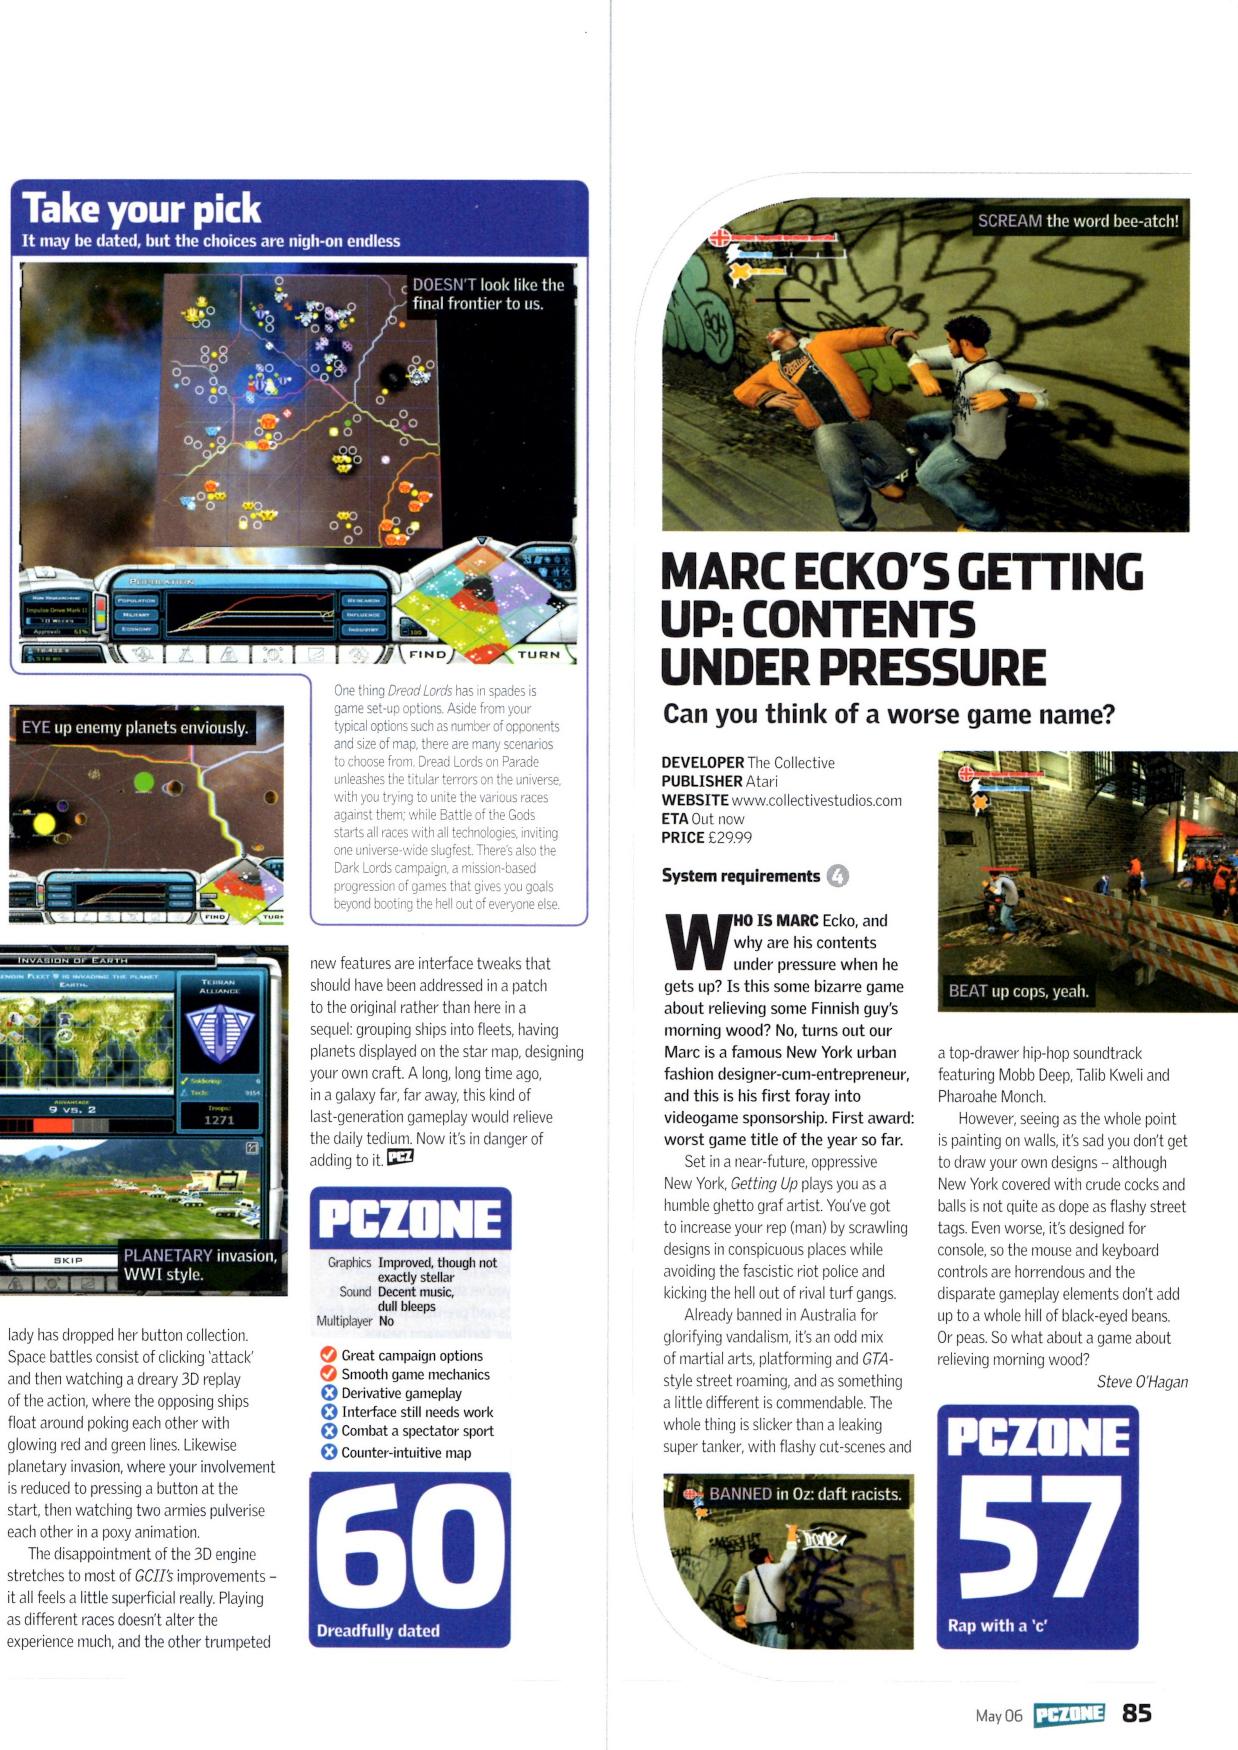 Take your pick
It may be dated, but the choices are nigh-on endless
DOESN'T look like the
final frontier to us.
POPULATION
Impulse Drive Mark II
10 Weeks
Approval 61%
POPULATION
MILITARY
ECONOMY
RESEARCH
INFLUENCE
INDUSTRY
FIND
TURN
EYE up enemy planets enviously.
FIND
TURN
One thing Dread Lords has in spades is
game set-up options. Aside from your
typical options such as number of opponents
and size of map, there are many scenarios
to choose from. Dread Lords on Parade
unleashes the titular terrors on the universe,
with you trying to unite the various races
against them; while Battle of the Gods
starts all races with all technologies, inviting
one universe-wide slugfest. There's also the
Dark Lords campaign, a mission-based
progression of games that gives you goals
beyond booting the hell out of everyone else.
INVASION OF EARTH
FLEET 9 IS INVADING THE PLANET
EARTH.
TERRAN
ALLIANCE
Soldiering: 6
Tech: 9154
ADVANTAGE
9 VS. 2
Troops:
1271
SKIP
PLANETARY invasion,
WWI style.
lady has dropped her button collection.
Space battles consist of clicking 'attack'
and then watching a dreary 3D replay
of the action, where the opposing ships
float around poking each other with
glowing red and green lines. Likewise
planetary invasion, where your involvement
is reduced to pressing a button at the
start, then watching two armies pulverise
each other in a poxy animation.
The disappointment of the 3D engine
stretches to most of GCII's improvements –
it all feels a little superficial really. Playing
as different races doesn't alter the
experience much, and the other trumpeted
new features are interface tweaks that
should have been addressed in a patch
to the original rather than here in a
sequel: grouping ships into fleets, having
planets displayed on the star map, designing
your own craft. A long, long time ago,
in a galaxy far, far away, this kind of
last-generation gameplay would relieve
the daily tedium. Now it's in danger of
adding to it. PCZ
PCZONE
Graphics Improved, though not
exactly stellar
Sound Decent music,
dull bleeps
Multiplayer No
Great campaign options
Smooth game mechanics
Derivative gameplay
Interface still needs work
Combat a spectator sport
Counter-intuitive map
60
Dreadfully dated
SCREAM the word bee-atch!
MARC ECKO'S GETTING
UP: CONTENTS
UNDER PRESSURE
Can you think of a worse game name?
DEVELOPER The Collective
PUBLISHER Atari
WEBSITE www.collectivestudios.com
ETA Out now
PRICE £29.99
System requirements 4
WHO IS MARC Ecko, and
why are his contents
under pressure when he
gets up? Is this some bizarre game
about relieving some Finnish guy's
morning wood? No, turns out our
Marc is a famous New York urban
fashion designer-cum-entrepreneur,
and this is his first foray into
videogame sponsorship. First award:
worst game title of the year so far.
Set in a near-future, oppressive
New York, Getting Up plays you as a
humble ghetto graf artist. You've got
to increase your rep (man) by scrawling
designs in conspicuous places while
avoiding the fascistic riot police and
kicking the hell out of rival turf gangs.
Already banned in Australia for
glorifying vandalism, it's an odd mix
of martial arts, platforming and GTA-
style street roaming, and as something
a little different is commendable. The
whole thing is slicker than a leaking
super tanker, with flashy cut-scenes and
BANNED in Oz: daft racists.
BEAT up cops, yeah.
a top-drawer hip-hop soundtrack
featuring Mobb Deep, Talib Kweli and
Pharoahe Monch.
However, seeing as the whole point
is painting on walls, it's sad you don't get
to draw your own designs – although
New York covered with crude cocks and
balls is not quite as dope as flashy street
tags. Even worse, it's designed for
console, so the mouse and keyboard
controls are horrendous and the
disparate gameplay elements don't add
up to a whole hill of black-eyed beans.
Or peas. So what about a game about
relieving morning wood?
Steve O'Hagan
PCZONE
57
Rap with a 'c'
May 06 PCZONE 85